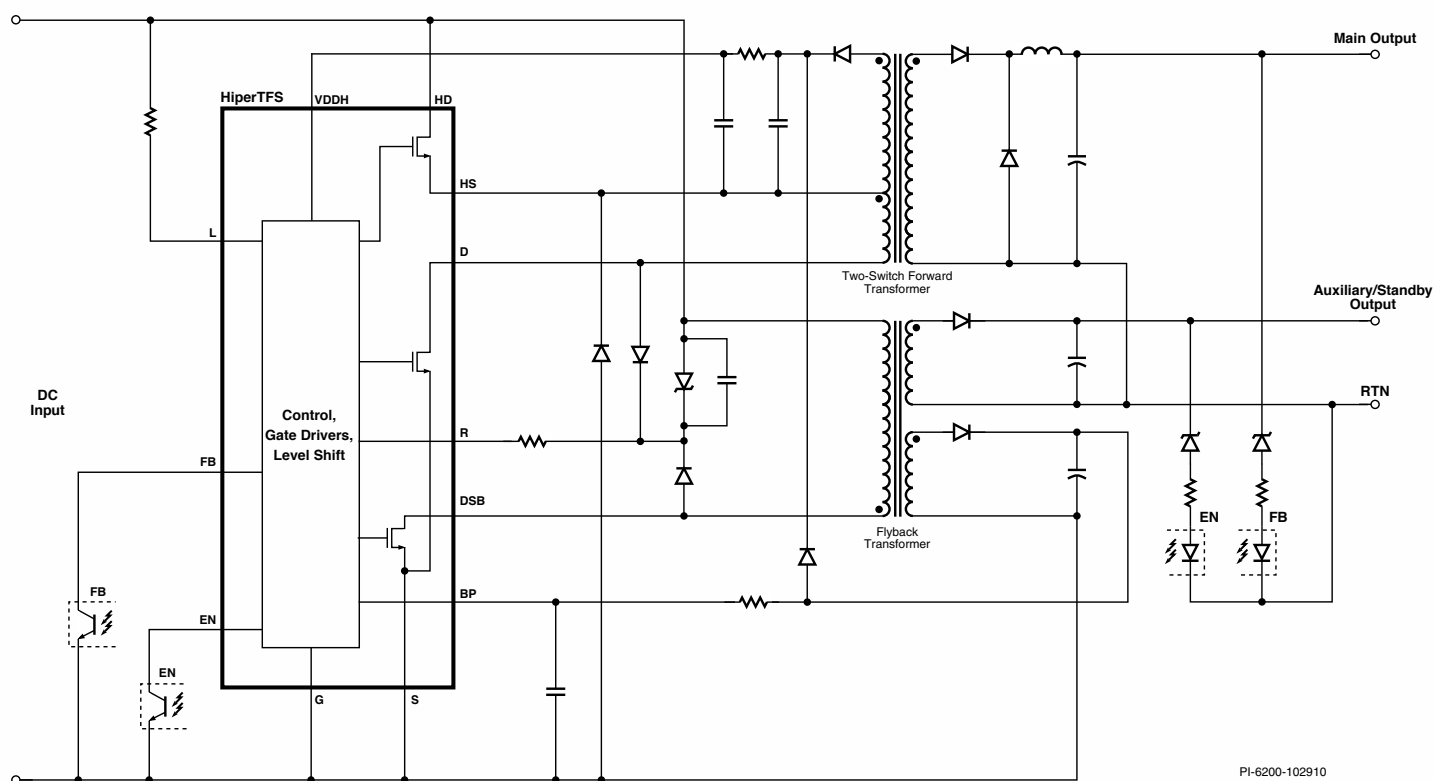 Main Output
HiperTFS
VDDH
HD
HS
L
D
Two-Switch Forward
Transformer
Auxiliary/Standby
Output
DC
Input
RTN
Control,
Gate Drivers,
Level Shift
R
FB
DSB
EN
FB
Flyback
Transformer
FB
BP
EN
EN
G
S
PI-6200-102910